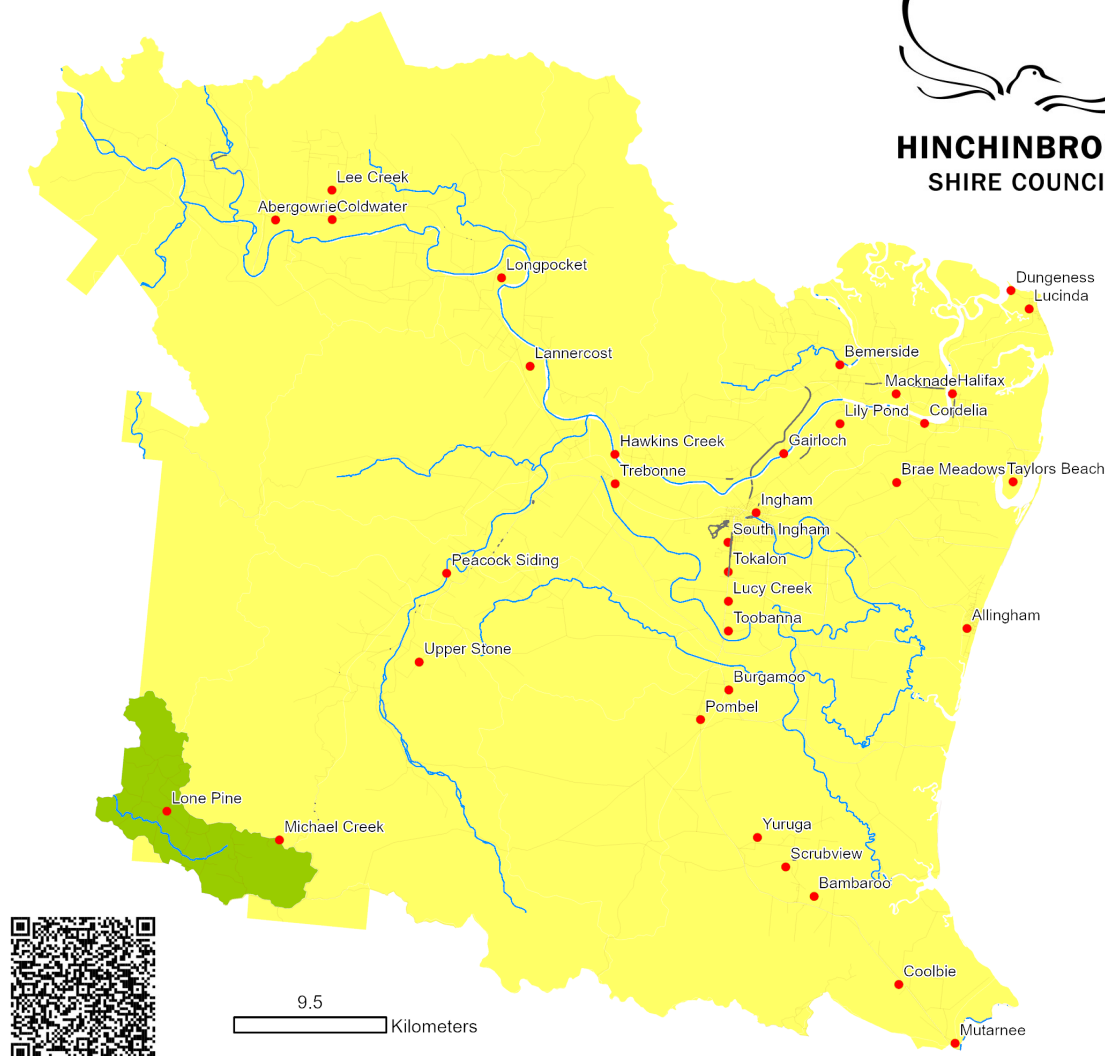 HINCHINBRO
SHIRE COUNCI
Lee Creek
Abergowrie
Coldwater
Longpocket
Dungeness
Lucinda
Lannercost
Bemerside
Macknade
Halifax
Lily Pond
Cordelia
Hawkins Creek
Gairloch
Trebonne
Brae Meadows
Taylors Beach
Ingham
South Ingham
Peacock Siding
Tokalon
Lucy Creek
Toobanna
Allingham
Upper Stone
Burgamoo
Pombel
Lone Pine
Michael Creek
Yuruga
Scrubview
Bambaroo
Coolbie
9.5
Kilometers
Mutarnee